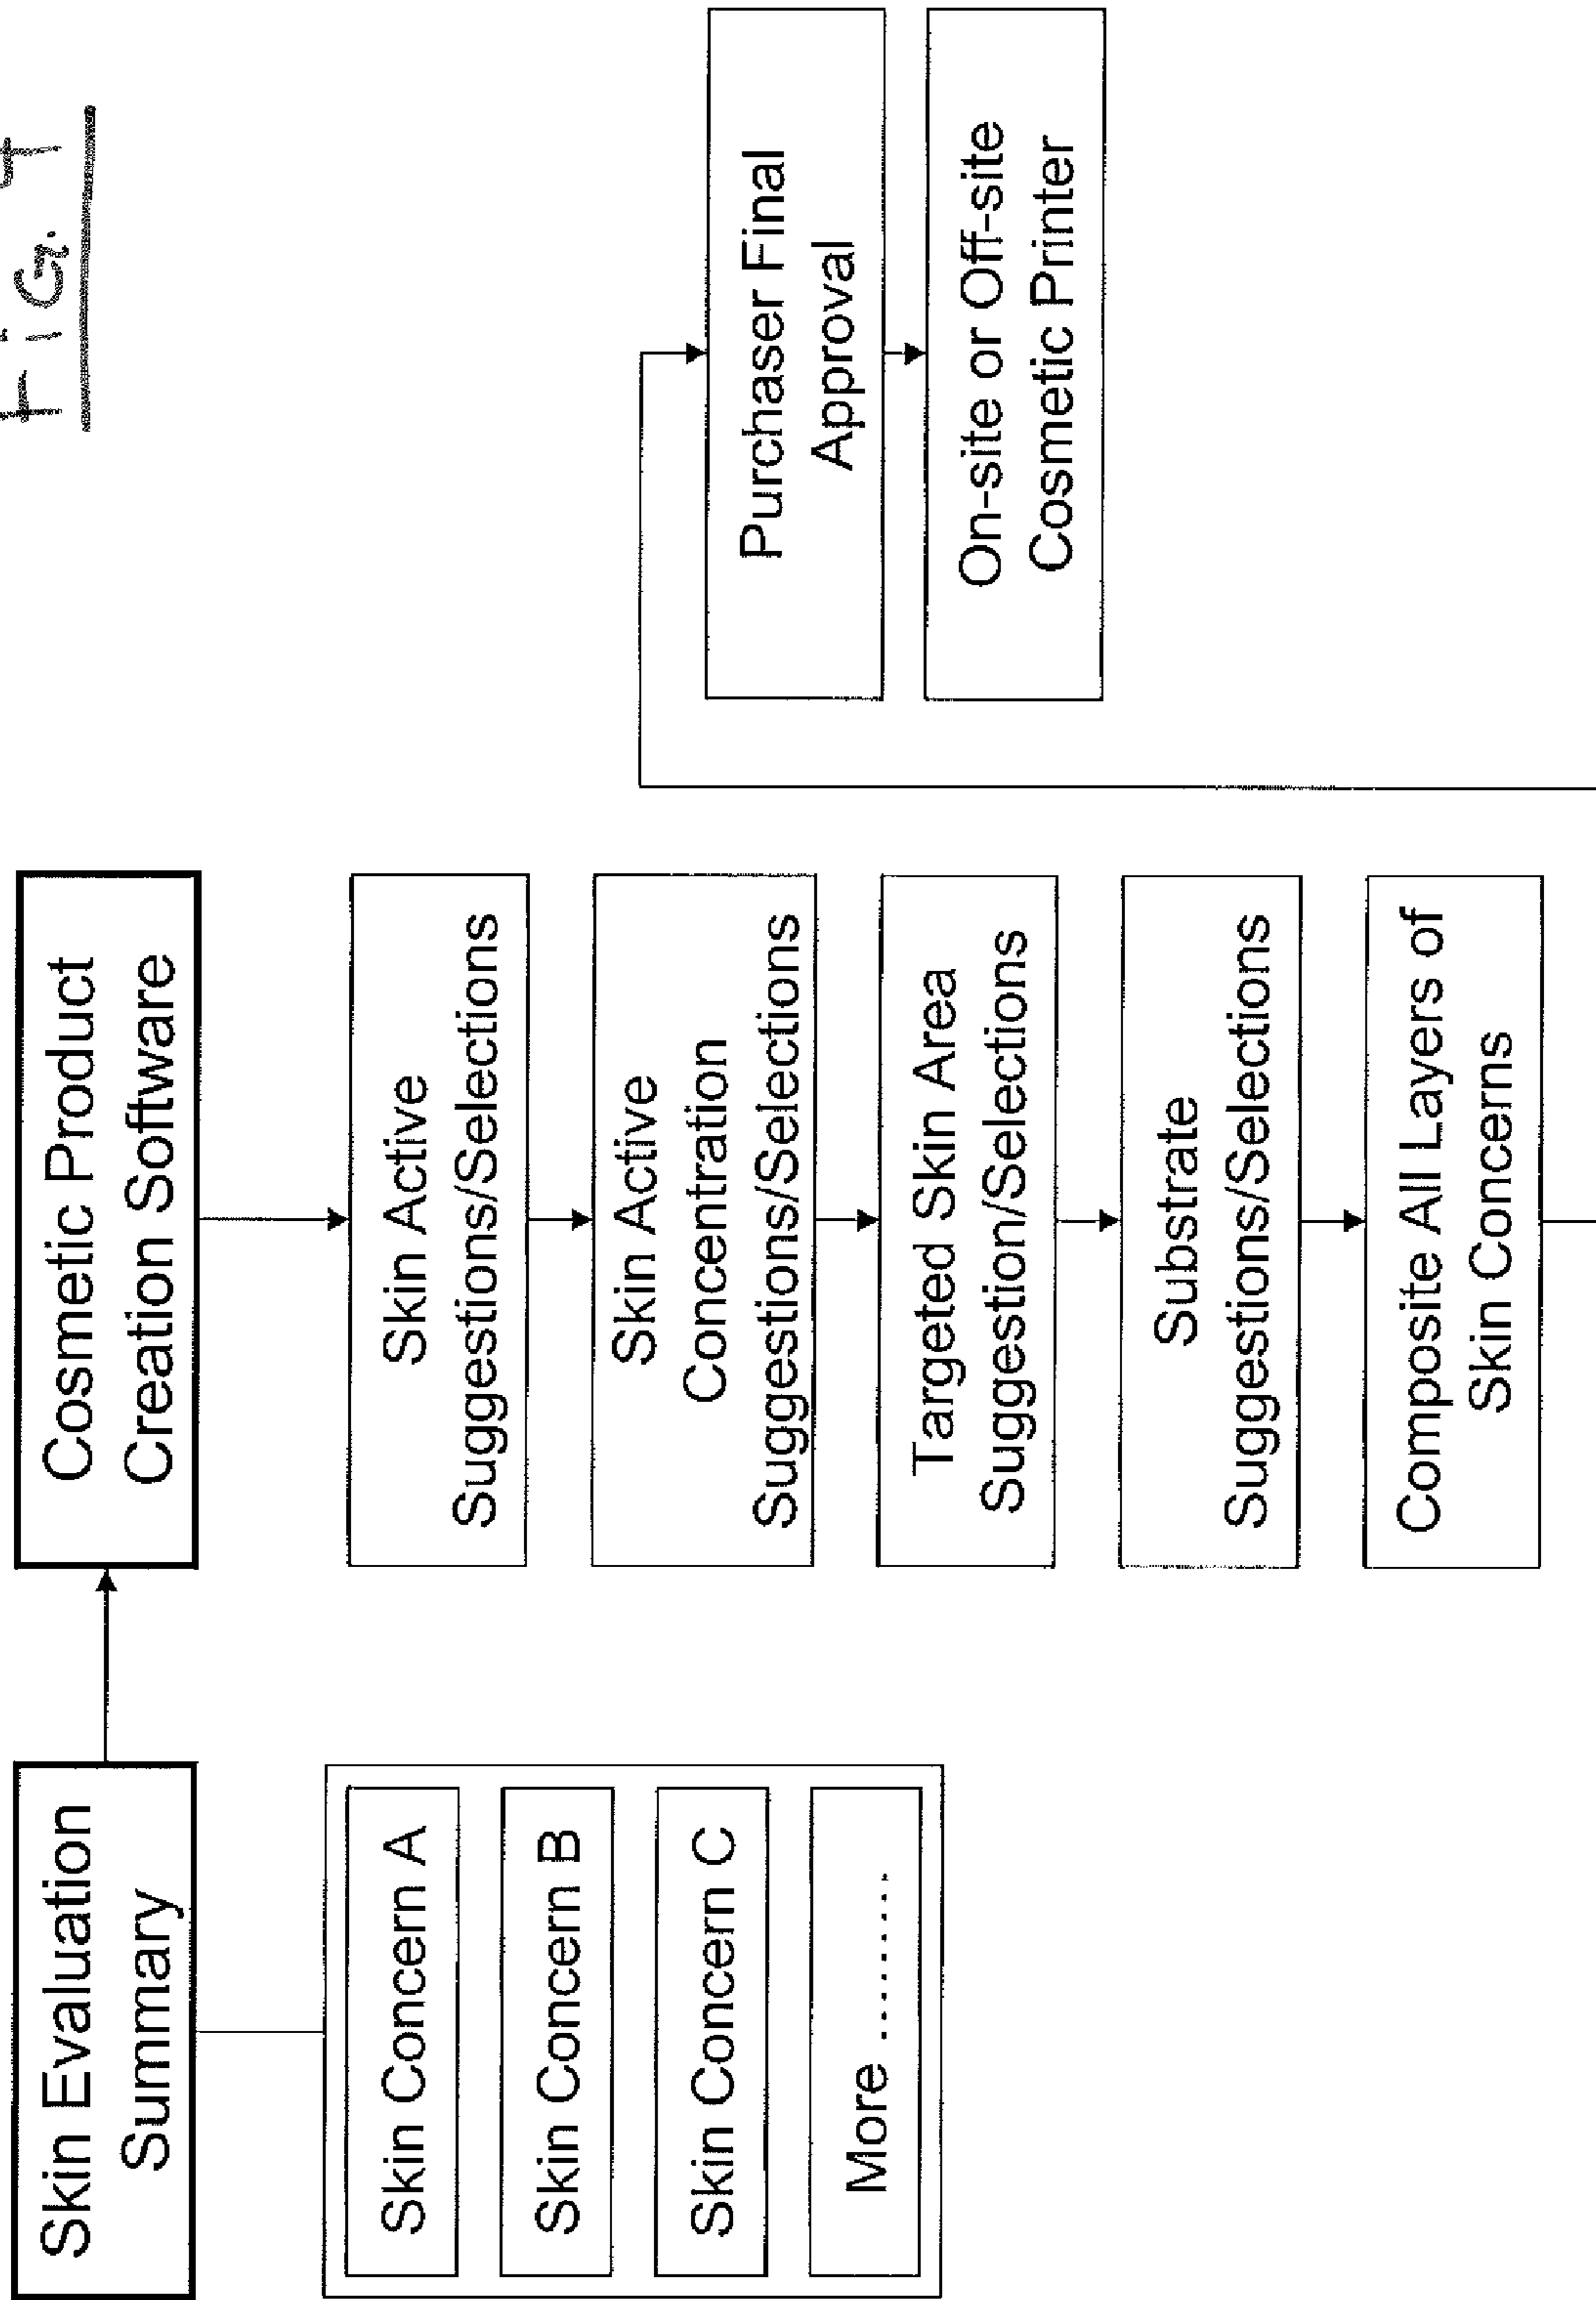 Fig. 4
Skin Evaluation
Summary
Skin Concern A
Skin Concern B
Skin Concern C
More ........
Cosmetic Product
Creation Software
Skin Active
Suggestions/Selections
Skin Active
Concentration
Suggestions/Selections
Targeted Skin Area
Suggestion/Selections
Substrate
Suggestions/Selections
Composite All Layers of
Skin Concerns
Purchaser Final
Approval
On-site or Off-site
Cosmetic Printer